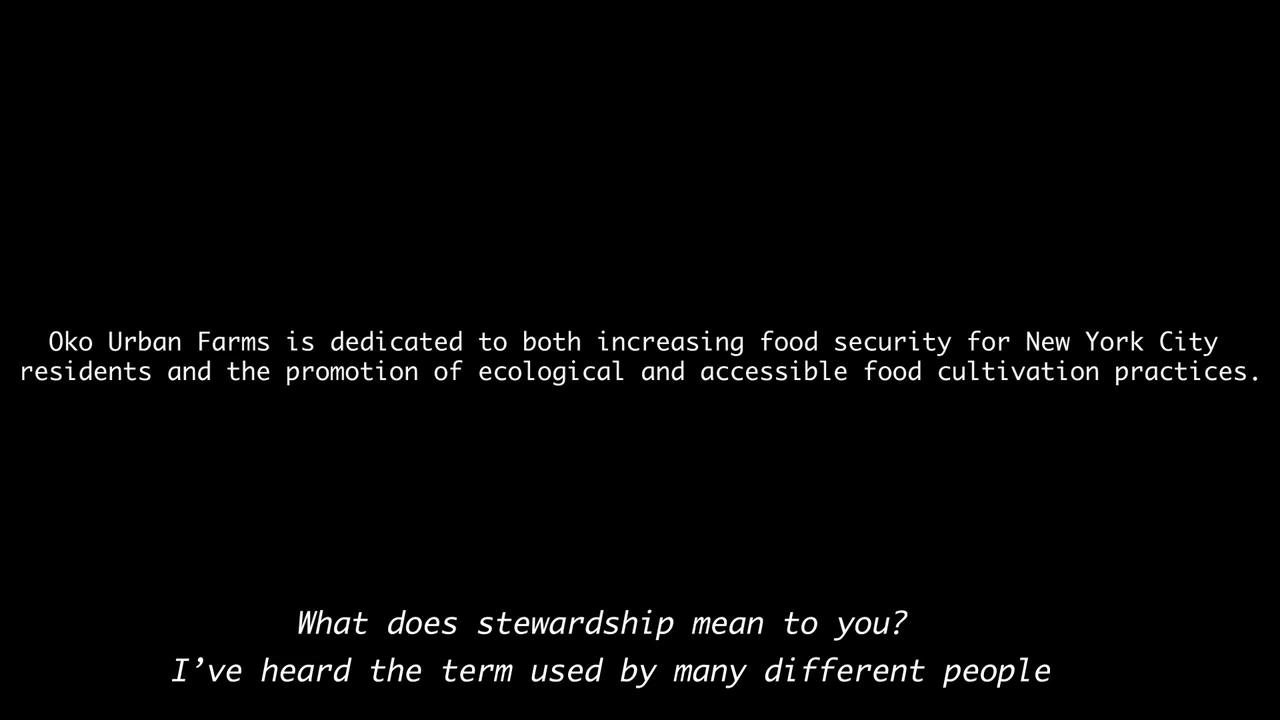 Oko Urban Farms is dedicated to both increasing food security for New York City
residents and the promotion of ecological and accessible food cultivation practices.
What does stewardship mean to you?
I’ve heard the term used by many different people